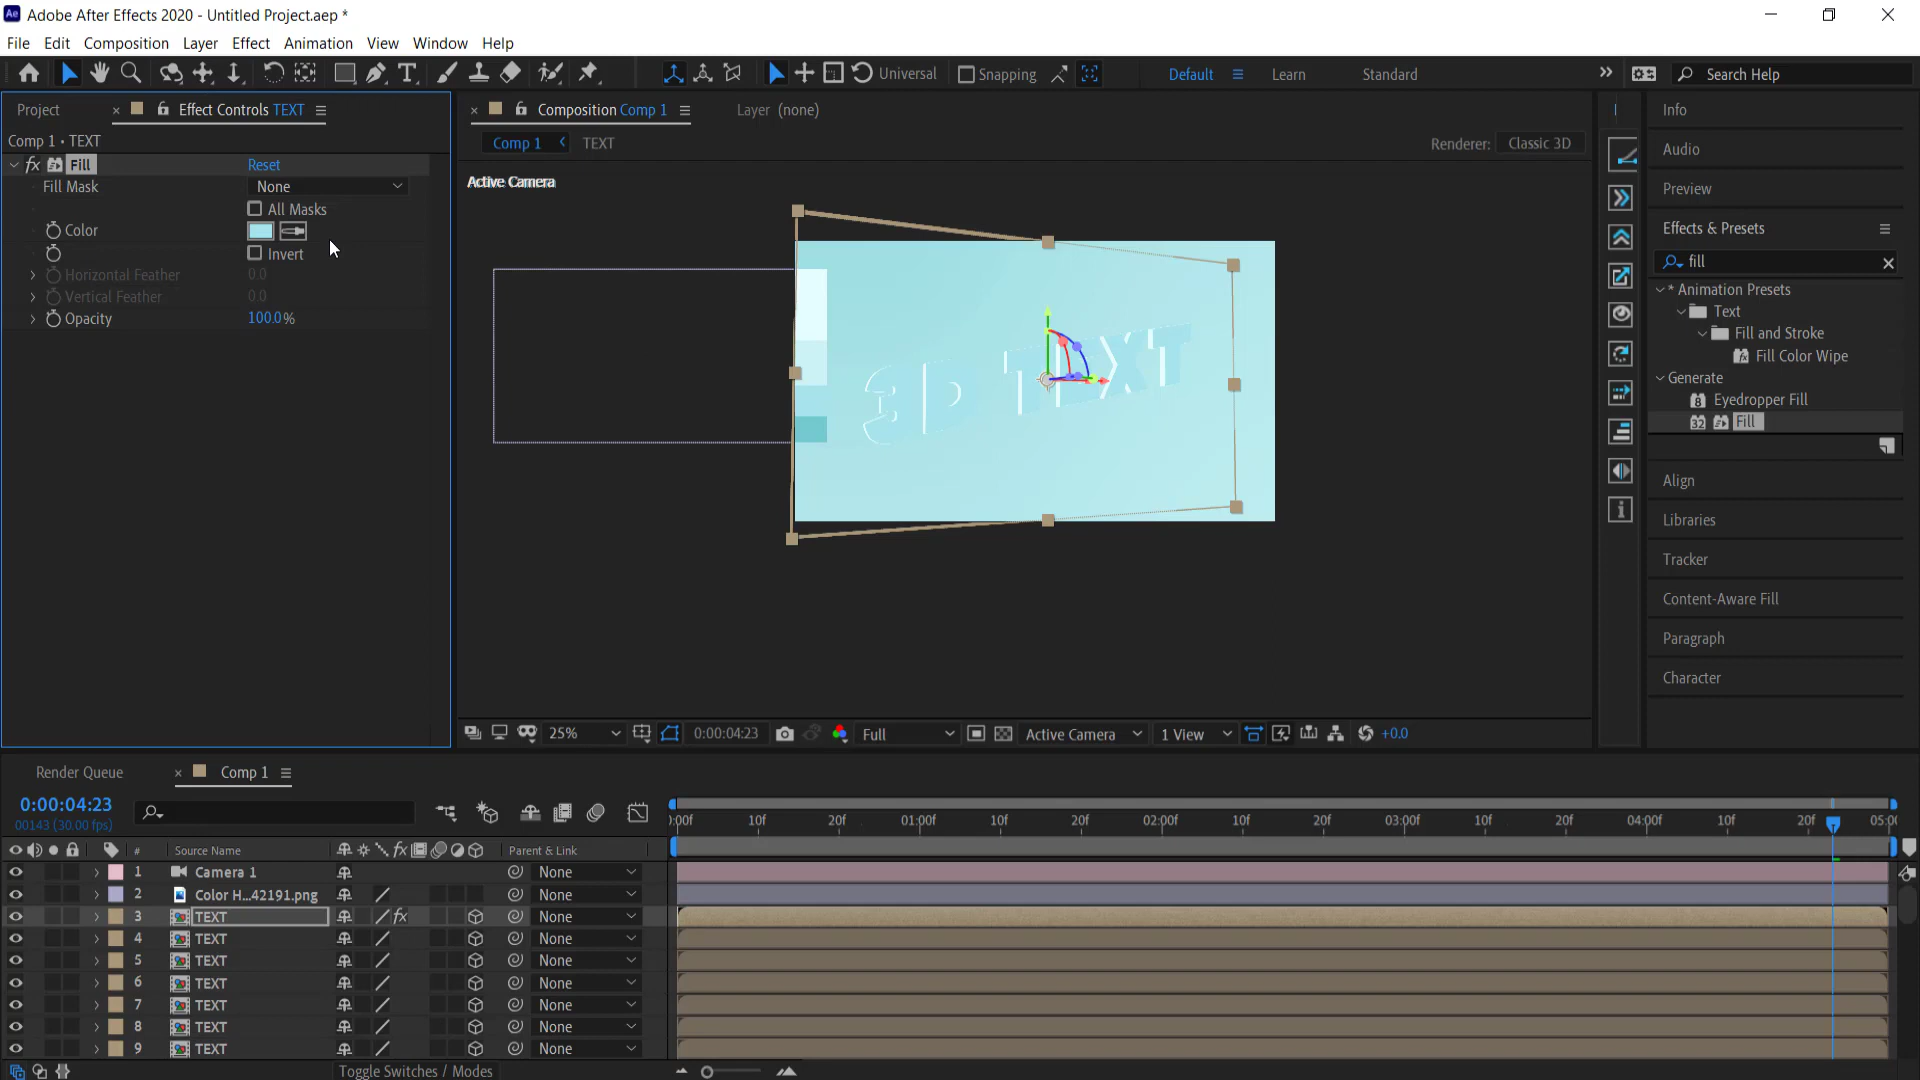 Adobe After Effects 2020 - Untitled Project.aep *
File Edit Composition Layer Effect Animation View Window Help
Universal Snapping Default Learn Standard Search Help
Project Effect Controls TEXT Composition Comp 1 Layer (none) Info
Comp 1 • TEXT
Comp 1 TEXT Renderer: Classic 3D
Audio
fx Fill Reset
Fill Mask None
Active Camera
Preview
All Masks
Color
Effects & Presets
Invert
fill
Horizontal Feather 0.0
Vertical Feather 0.0
Opacity 100.0%
* Animation Presets
Text
Fill and Stroke
Fill Color Wipe
Generate
Eyedropper Fill
Fill
3D TEXT
Align
Libraries
Tracker
Content-Aware Fill
Paragraph
Character
25% 0:00:04:23 Full Active Camera 1 View +0.0
Render Queue Comp 1
0:00:04:23
00143 (30.00 fps)
):00f 10f 20f 01:00f 10f 20f 02:00f 10f 20f 03:00f 10f 20f 04:00f 10f 20f 05:00
# Source Name fx Parent & Link
1 Camera 1 None
2 Color H...42191.png None
3 TEXT fx None
4 TEXT None
5 TEXT None
6 TEXT None
7 TEXT None
8 TEXT None
9 TEXT None
Toggle Switches / Modes